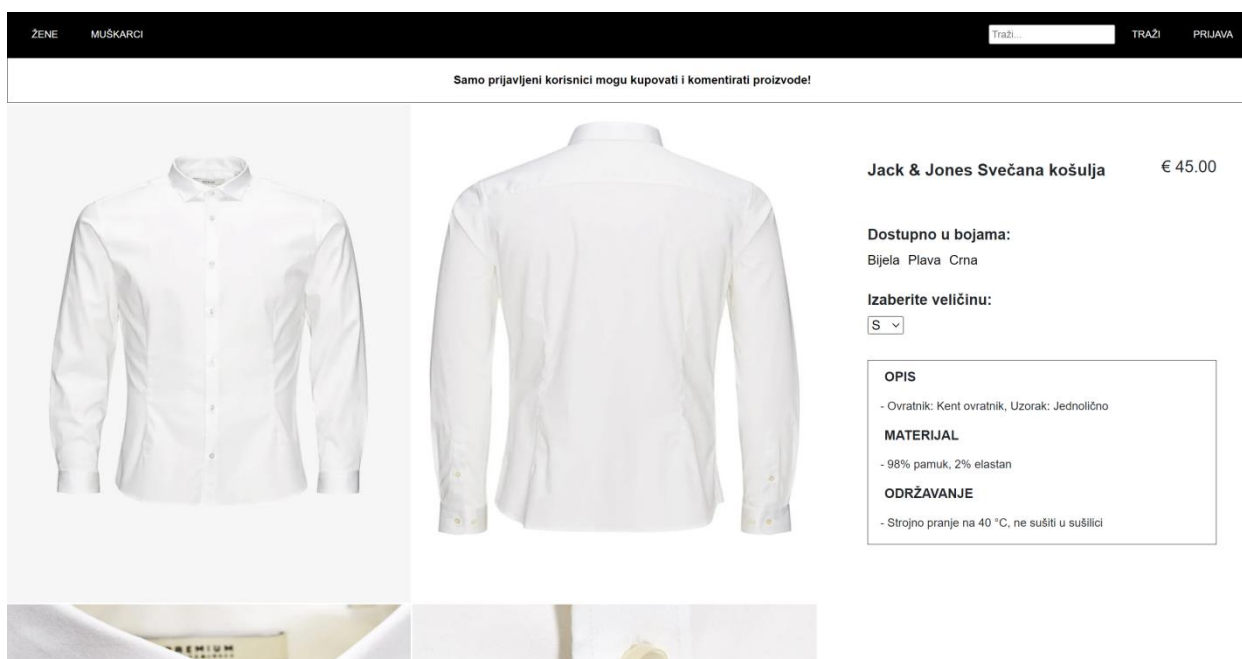 ŽENE MUŠKARCI Traži... TRAŽI PRIJAVA
Samo prijavljeni korisnici mogu kupovati i komentirati proizvode!
Jack & Jones Svečana košulja € 45.00
Dostupno u bojama:
Bijela Plava Crna
Izaberite veličinu:
S
OPIS
- Ovratnik: Kent ovratnik, Uzorak: Jednolično
MATERIJAL
- 98% pamuk, 2% elastan
ODRŽAVANJE
- Strojno pranje na 40 °C, ne sušiti u sušilici
PREMIUM